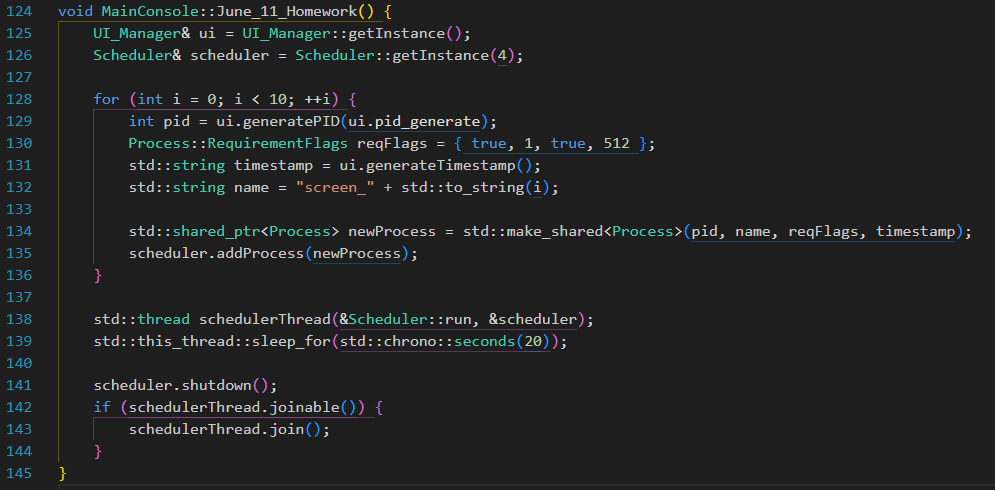 124 void MainConsole::June_11_Homework() {
125     UI_Manager& ui = UI_Manager::getInstance();
126     Scheduler& scheduler = Scheduler::getInstance(4);
127
128     for (int i = 0; i < 10; ++i) {
129         int pid = ui.generatePID(ui.pid_generate);
130         Process::RequirementFlags reqFlags = { true, 1, true, 512 };
131         std::string timestamp = ui.generateTimestamp();
132         std::string name = "screen_" + std::to_string(i);
133
134         std::shared_ptr<Process> newProcess = std::make_shared<Process>(pid, name, reqFlags, timestamp);
135         scheduler.addProcess(newProcess);
136     }
137
138     std::thread schedulerThread(&Scheduler::run, &scheduler);
139     std::this_thread::sleep_for(std::chrono::seconds(20));
140
141     scheduler.shutdown();
142     if (schedulerThread.joinable()) {
143         schedulerThread.join();
144     }
145 }